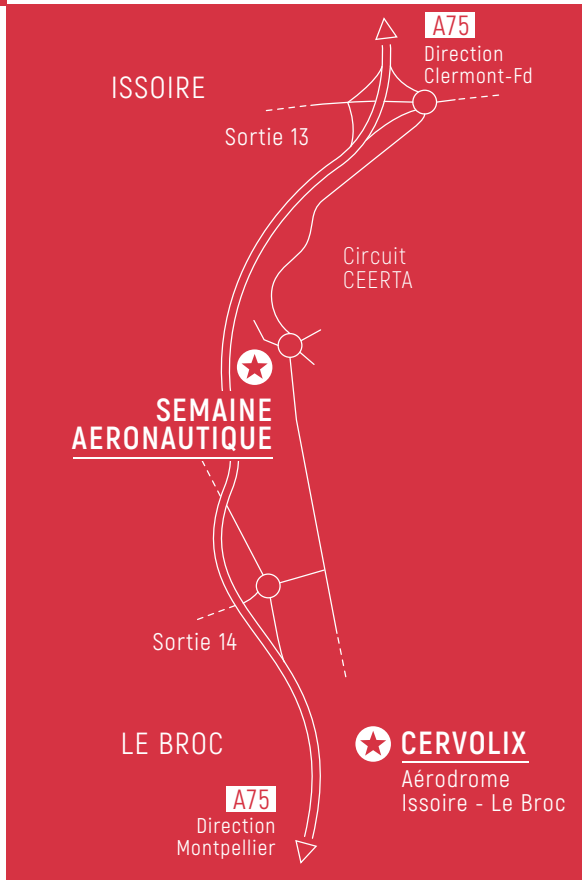 A75
Direction
Clermont-Fd
ISSOIRE
Sortie 13
Circuit
CEERTA
SEMAINE
AERONAUTIQUE
Sortie 14
LE BROC
CERVOLIX
Aérodrome
Issoire - Le Broc
A75
Direction
Montpellier